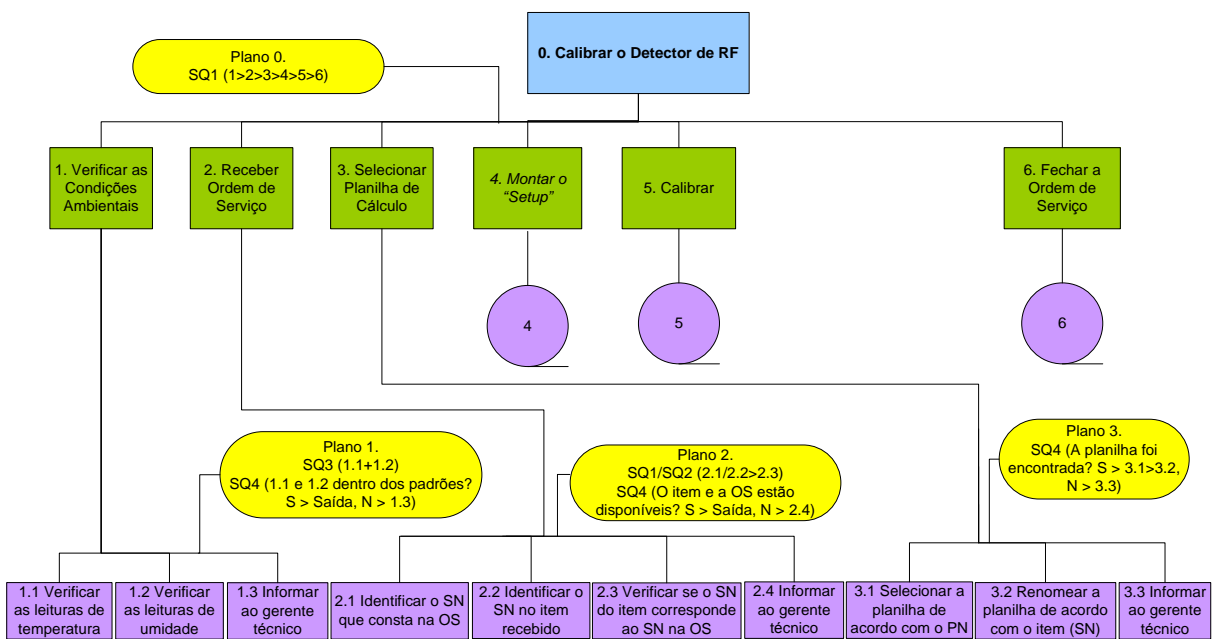 Plano 0.
SQ1 (1>2>3>4>5>6)
0. Calibrar o Detector de RF
1. Verificar as
Condições
Ambientais
2. Receber
Ordem de
Serviço
3. Selecionar
Planilha de
Cálculo
4. Montar o
“Setup”
5. Calibrar
6. Fechar a
Ordem de
Serviço
4
5
6
Plano 1.
SQ3 (1.1+1.2)
SQ4 (1.1 e 1.2 dentro dos padrões?
S > Saída, N > 1.3)
Plano 2.
SQ1/SQ2 (2.1/2.2>2.3)
SQ4 (O item e a OS estão
disponíveis? S > Saída, N > 2.4)
Plano 3.
SQ4 (A planilha foi
encontrada? S > 3.1>3.2,
N > 3.3)
1.1 Verificar
as leituras de
temperatura
1.2 Verificar
as leituras de
umidade
1.3 Informar
ao gerente
técnico
2.1 Identificar o SN
que consta na OS
2.2 Identificar o
SN no item
recebido
2.3 Verificar se o SN
do item corresponde
ao SN na OS
2.4 Informar
ao gerente
técnico
3.1 Selecionar a
planilha de
acordo com o PN
3.2 Renomear a
planilha de acordo
com o item (SN)
3.3 Informar
ao gerente
técnico